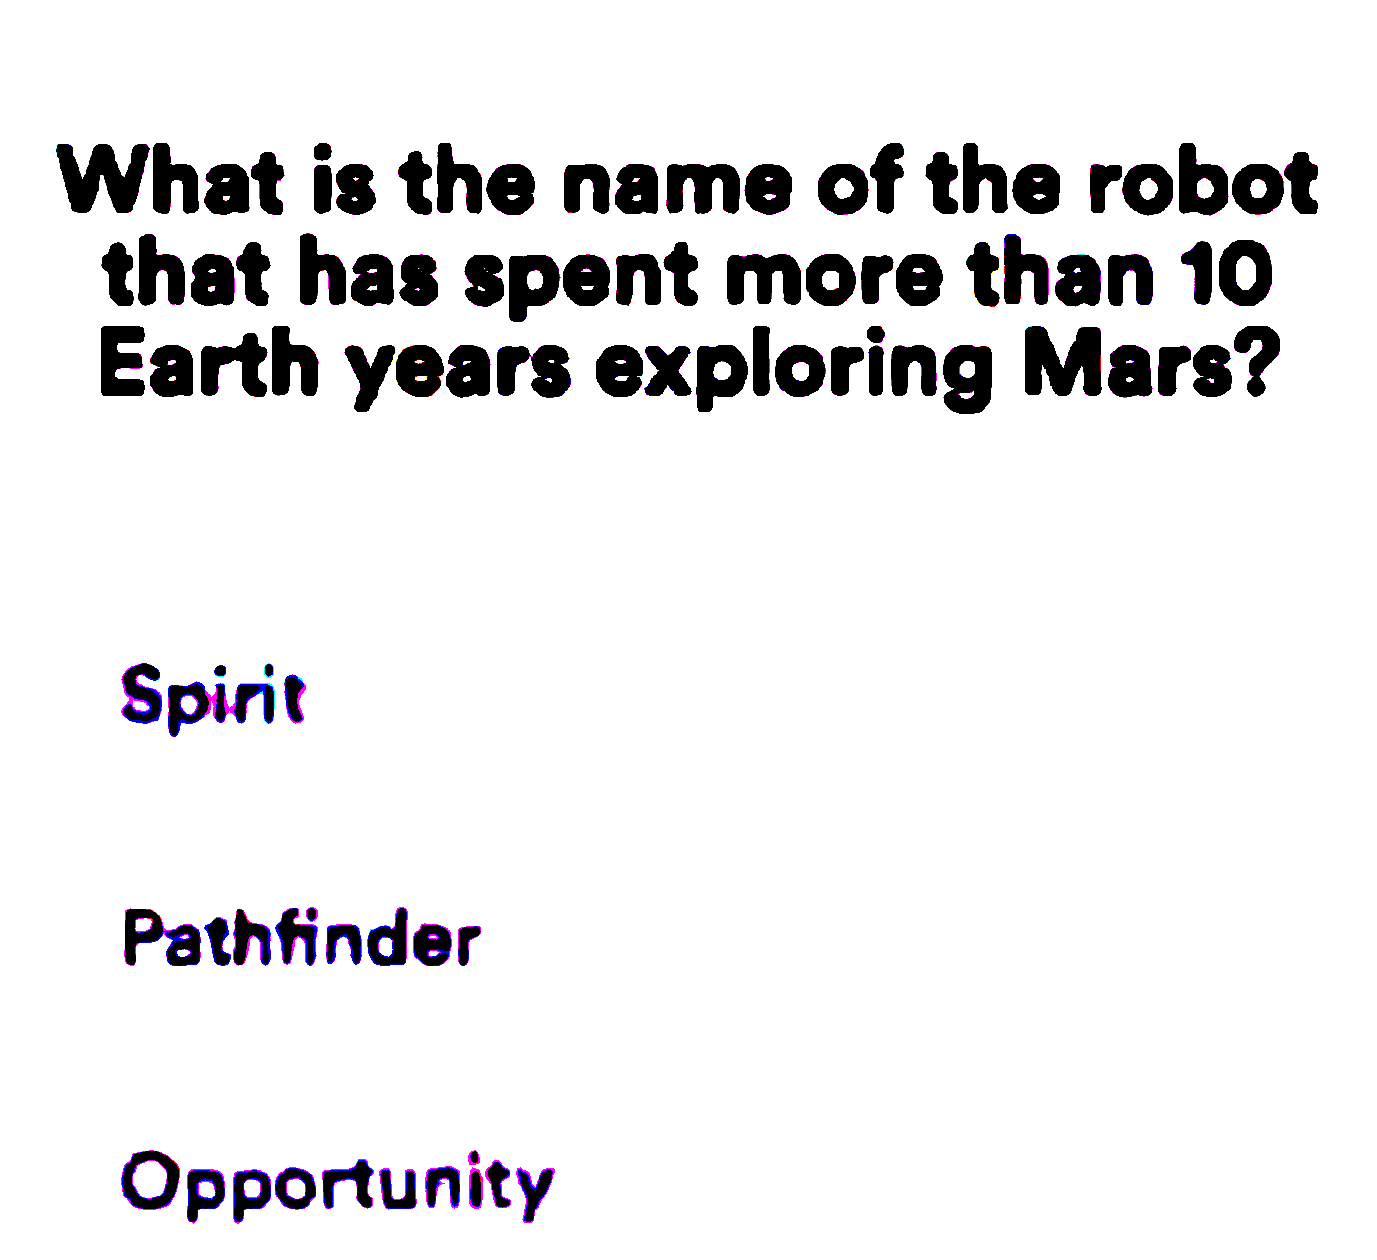 What is the name of the robot
that has spent more than 10
Earth years exploring Mars?
Spirit
Pathfinder
Opportunity